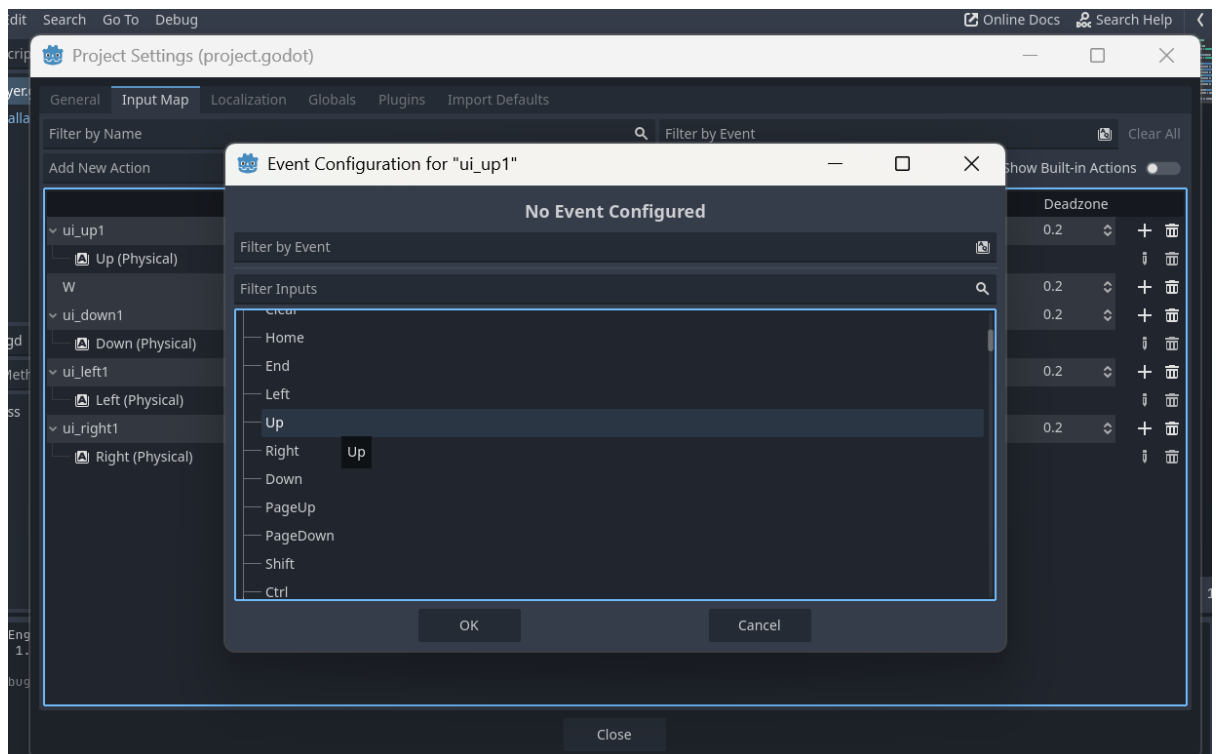 Edit Search Go To Debug Online Docs Search Help
Project Settings (project.godot)
General Input Map Localization Globals Plugins Import Defaults
Filter by Name Filter by Event Clear All
Add New Action Show Built-in Actions
Event Configuration for "ui_up1"
No Event Configured
Deadzone
ui_up1 0.2
Filter by Event
Up (Physical)
W 0.2
Filter Inputs
ui_down1 0.2
Clear
Down (Physical)
Home
End
ui_left1 0.2
Left
Left (Physical)
Up
ui_right1 0.2
Right Up
Right (Physical)
Down
PageUp
PageDown
Shift
Ctrl
OK Cancel
Close